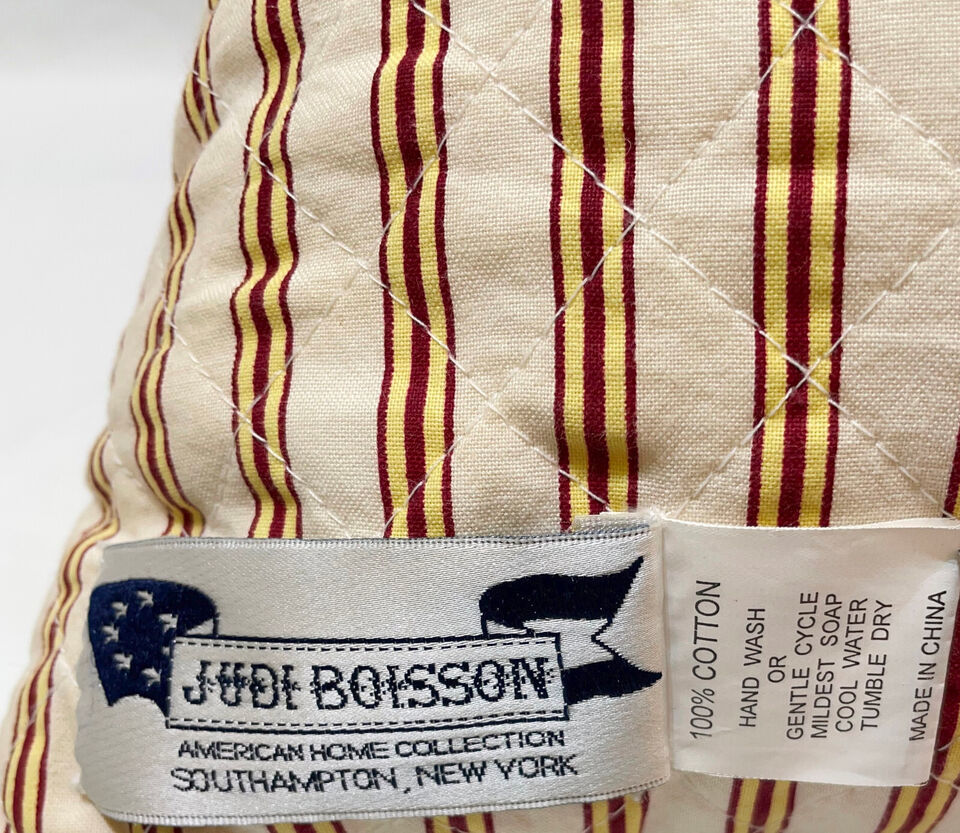 JUDI BOISSON
AMERICAN HOME COLLECTION
SOUTHAMPTON, NEW YORK
100% COTTON
HAND WASH
OR
GENTLE CYCLE
MILDEST SOAP
COOL WATER
TUMBLE DRY
MADE IN CHINA